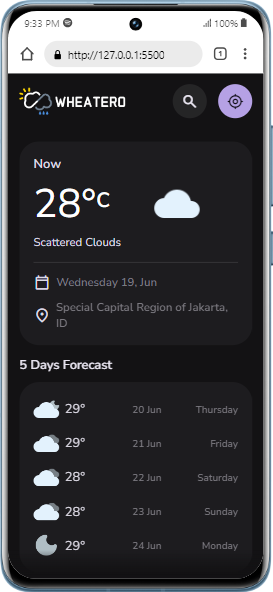 9:33 PM 100%
http://127.0.0.1:5500 1
WHEATERO
Now
28°C
Scattered Clouds
Wednesday 19, Jun
Special Capital Region of Jakarta,
ID
5 Days Forecast
29° 20 Jun Thursday
29° 21 Jun Friday
28° 22 Jun Saturday
28° 23 Jun Sunday
29° 24 Jun Monday